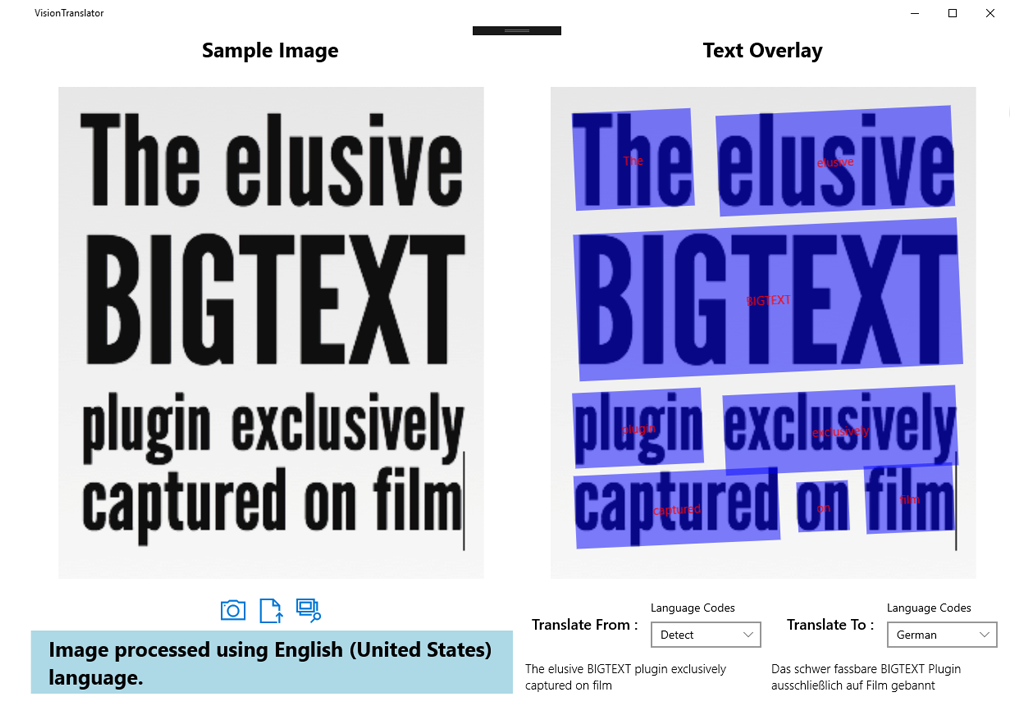 VisionTranslator
Sample Image
Text Overlay
The elusive
BIGTEXT
plugin exclusively
captured on film
The elusive
The elusive
BIGTEXT
BIGTEXT
plugin exclusively
plugin exclusively
captured on film
captured on film
Language Codes
Language Codes
Translate From : Detect
Translate To : German
Image processed using English (United States)
language.
The elusive BIGTEXT plugin exclusively
captured on film
Das schwer fassbare BIGTEXT Plugin
ausschließlich auf Film gebannt